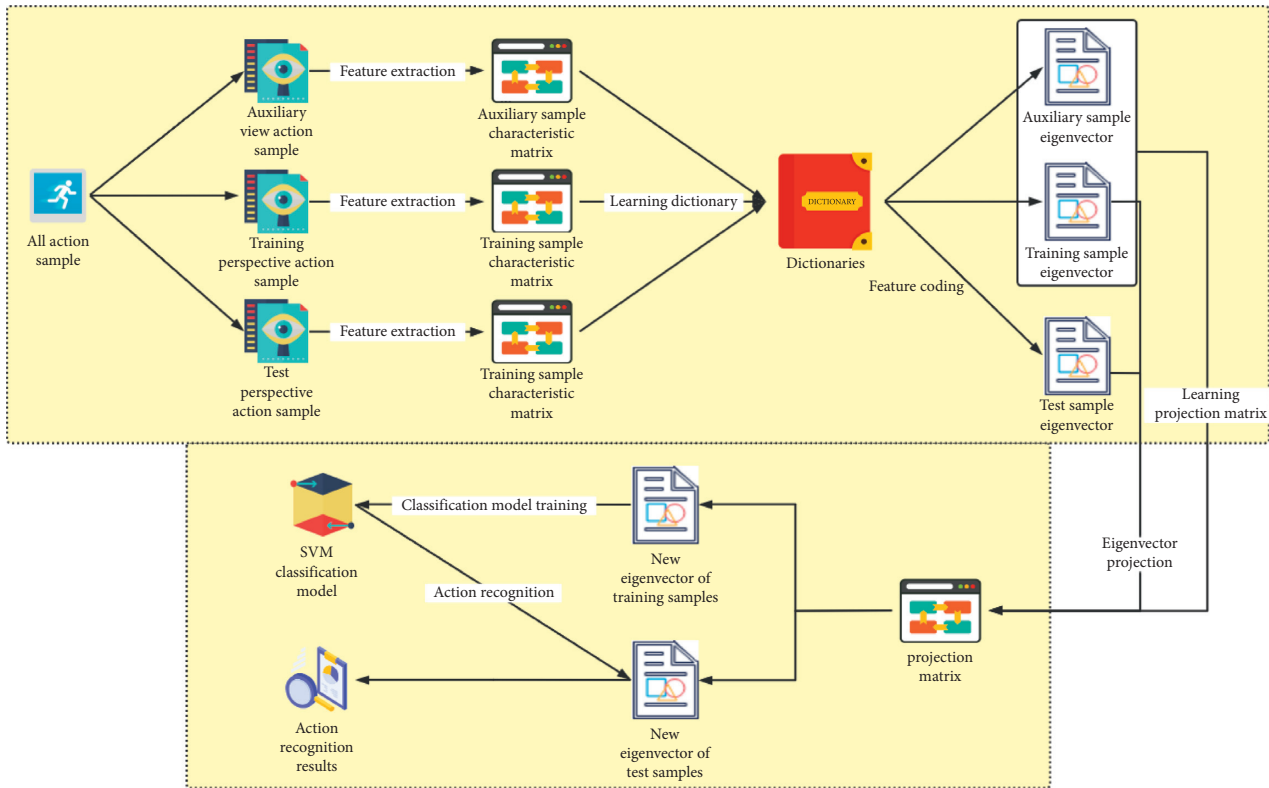 Auxiliary
view action
sample
Feature extraction
Auxiliary sample
characteristic
matrix
Auxiliary sample
eigenvector
All action
sample
Training
perspective action
sample
Feature extraction
Training sample
characteristic
matrix
Learning dictionary
DICTIONARY
Dictionaries
Training sample
eigenvector
Feature coding
Test
perspective
action sample
Feature extraction
Training sample
characteristic
matrix
Test sample
eigenvector
Learning
projection matrix
SVM
classification
model
Classification model training
New
eigenvector of
training samples
Eigenvector
projection
Action recognition
projection
matrix
Action
recognition
results
New
eigenvector of
test samples